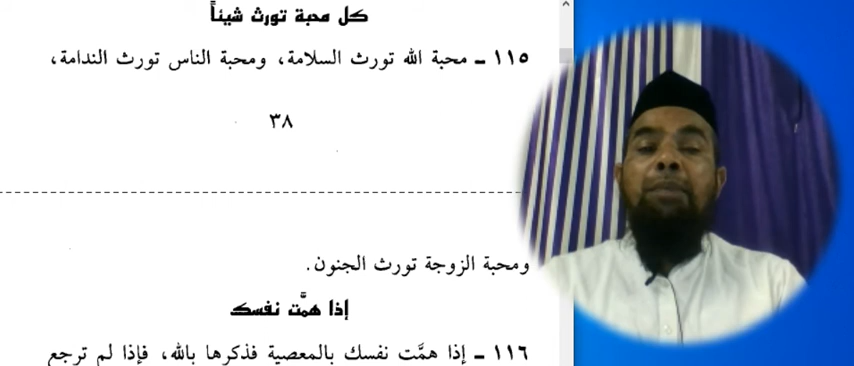 كل محبة تورث شيئاً
١١٥ ـ محبة الله تورث السلامة، ومحبة الناس تورث الندامة،
٣٨
ومحبة الزوجة تورث الجنون.
إذا همَّت نفسك
١١٦ ـ إذا همَّت نفسك بالمعصية فذكرها بالله، فإذا لم ترجع